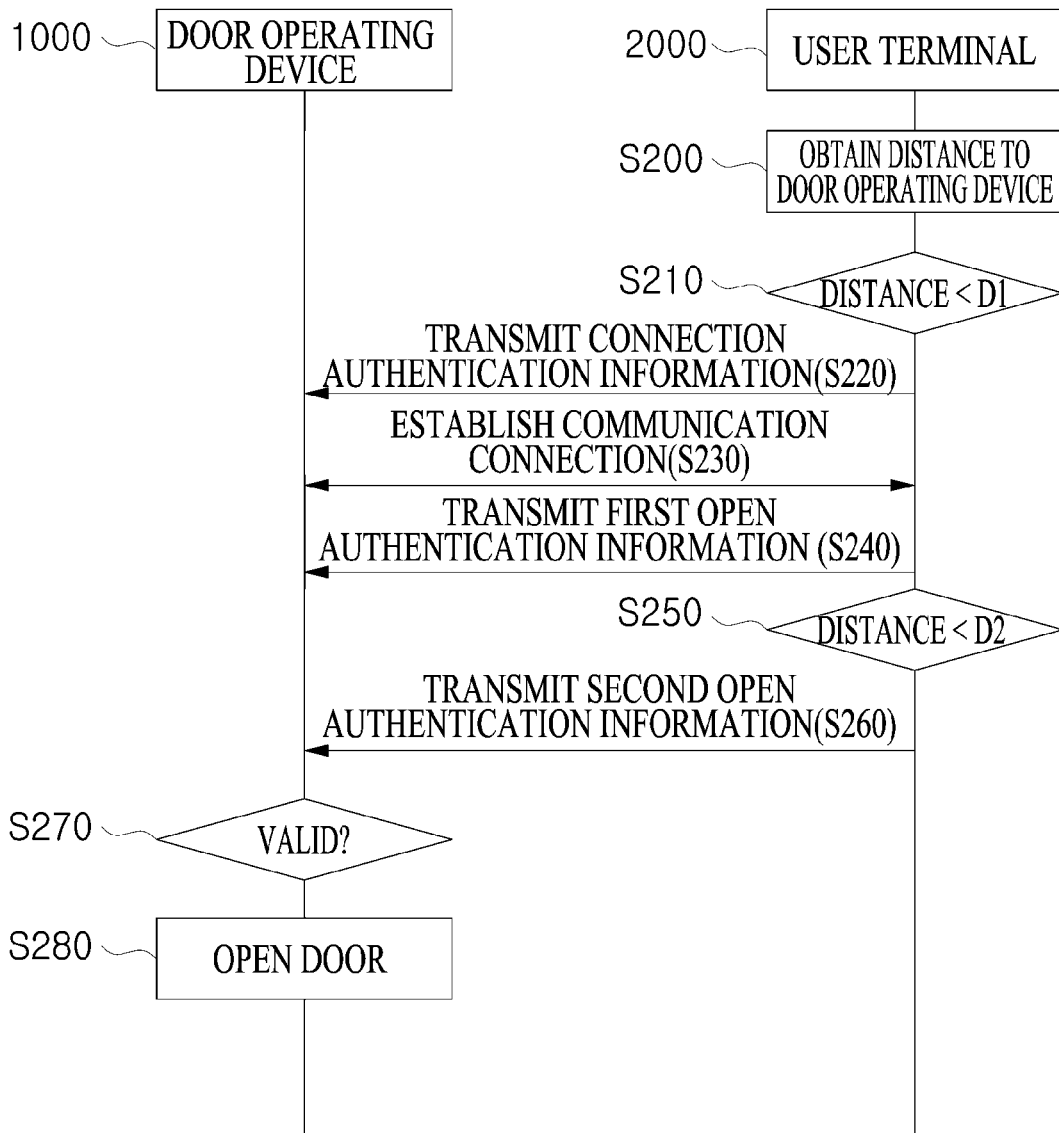 1000
DOOR OPERATING
DEVICE
2000
USER TERMINAL
S200
OBTAIN DISTANCE TO
DOOR OPERATING DEVICE
S210
DISTANCE < D1
TRANSMIT CONNECTION
AUTHENTICATION INFORMATION(S220)
ESTABLISH COMMUNICATION
CONNECTION(S230)
TRANSMIT FIRST OPEN
AUTHENTICATION INFORMATION (S240)
S250
DISTANCE < D2
TRANSMIT SECOND OPEN
AUTHENTICATION INFORMATION(S260)
S270
VALID?
S280
OPEN DOOR